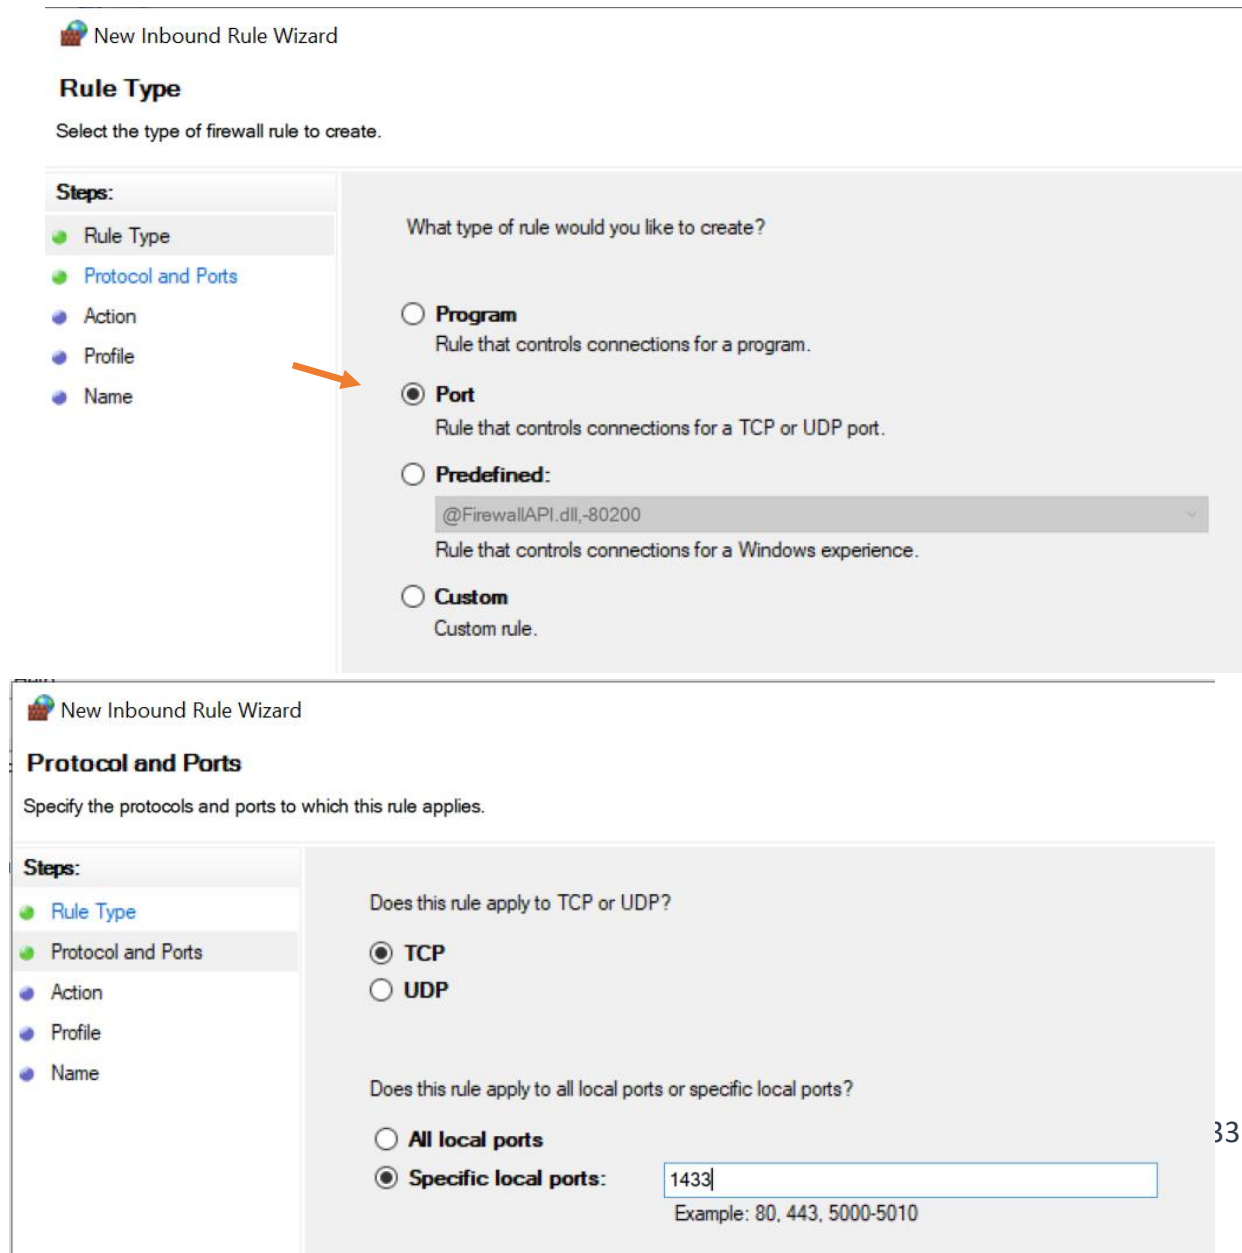 New Inbound Rule Wizard
Rule Type
Select the type of firewall rule to create.
Steps:
Rule Type
Protocol and Ports
Action
Profile
Name
What type of rule would you like to create?
Program
Rule that controls connections for a program.
Port
Rule that controls connections for a TCP or UDP port.
Predefined:
@FirewallAPI.dll,-80200
Rule that controls connections for a Windows experience.
Custom
Custom rule.
New Inbound Rule Wizard
Protocol and Ports
Specify the protocols and ports to which this rule applies.
Steps:
Rule Type
Protocol and Ports
Action
Profile
Name
Does this rule apply to TCP or UDP?
TCP
UDP
Does this rule apply to all local ports or specific local ports?
All local ports
Specific local ports:
1433
Example: 80, 443, 5000-5010
33